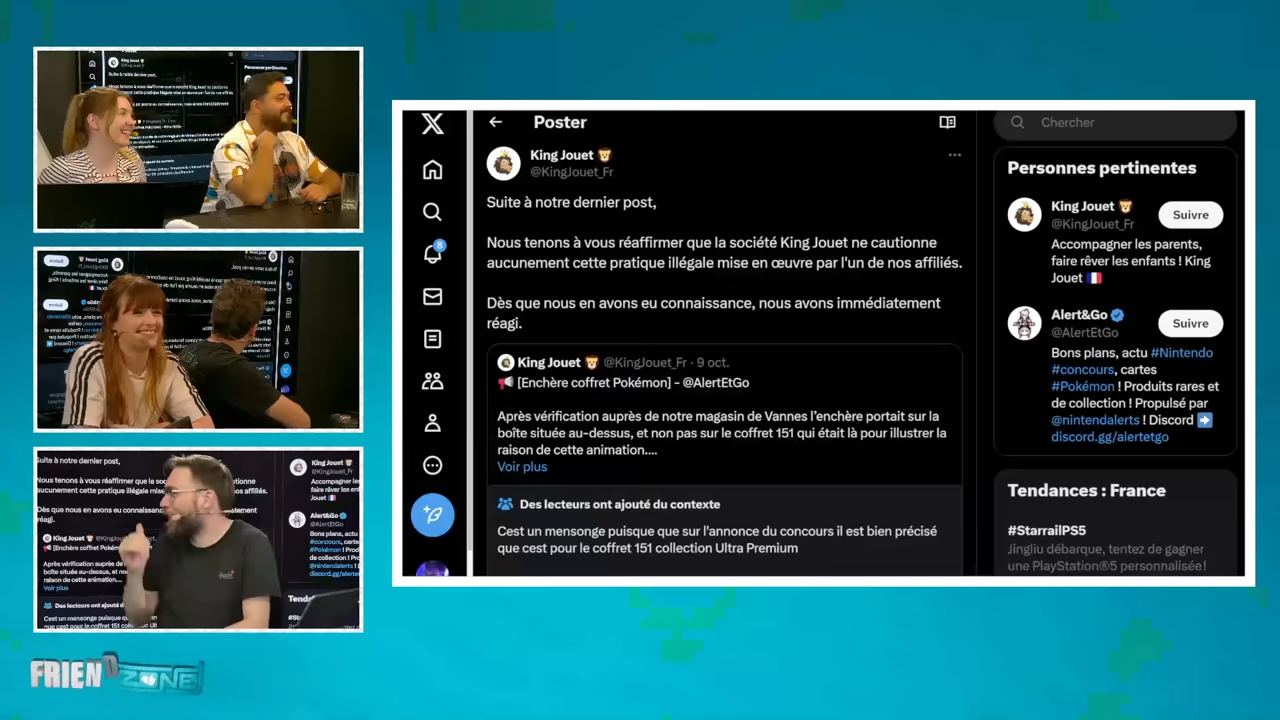 Poster
King Jouet
@KingJouet_Fr
Suite à notre dernier post,
Nous tenons à vous réaffirmer que la société King Jouet ne cautionne
aucunement cette pratique illégale mise en œuvre par l'un de nos affiliés.
Dès que nous en avons eu connaissance, nous avons immédiatement
réagi.
King Jouet @KingJouet_Fr · 9 oct.
[Enchère coffret Pokémon] - @AlertEtGo
Après vérification auprès de notre magasin de Vannes l'enchère portait sur la
boîte située au-dessus, et non pas sur le coffret 151 qui était là pour illustrer la
raison de cette animation....
Voir plus
Des lecteurs ont ajouté du contexte
Cest un mensonge puisque sur l'annonce du concours il est bien précisé
que cest pour le coffret 151 collection Ultra Premium
8
Chercher
Personnes pertinentes
King Jouet
@KingJouet_Fr
Suivre
Accompagner les parents,
faire rêver les enfants ! King
Jouet
Alert&Go
@AlertEtGo
Suivre
Bons plans, actu #Nintendo
#concours, cartes
#Pokémon ! Produits rares et
de collection ! Propulsé par
@nintendalerts ! Discord
discord.gg/alertetgo
Tendances : France
#StarrailPS5
Jingliu débarque, tentez de gagner
une PlayStation®5 personnalisée !
FRIEND ZONE